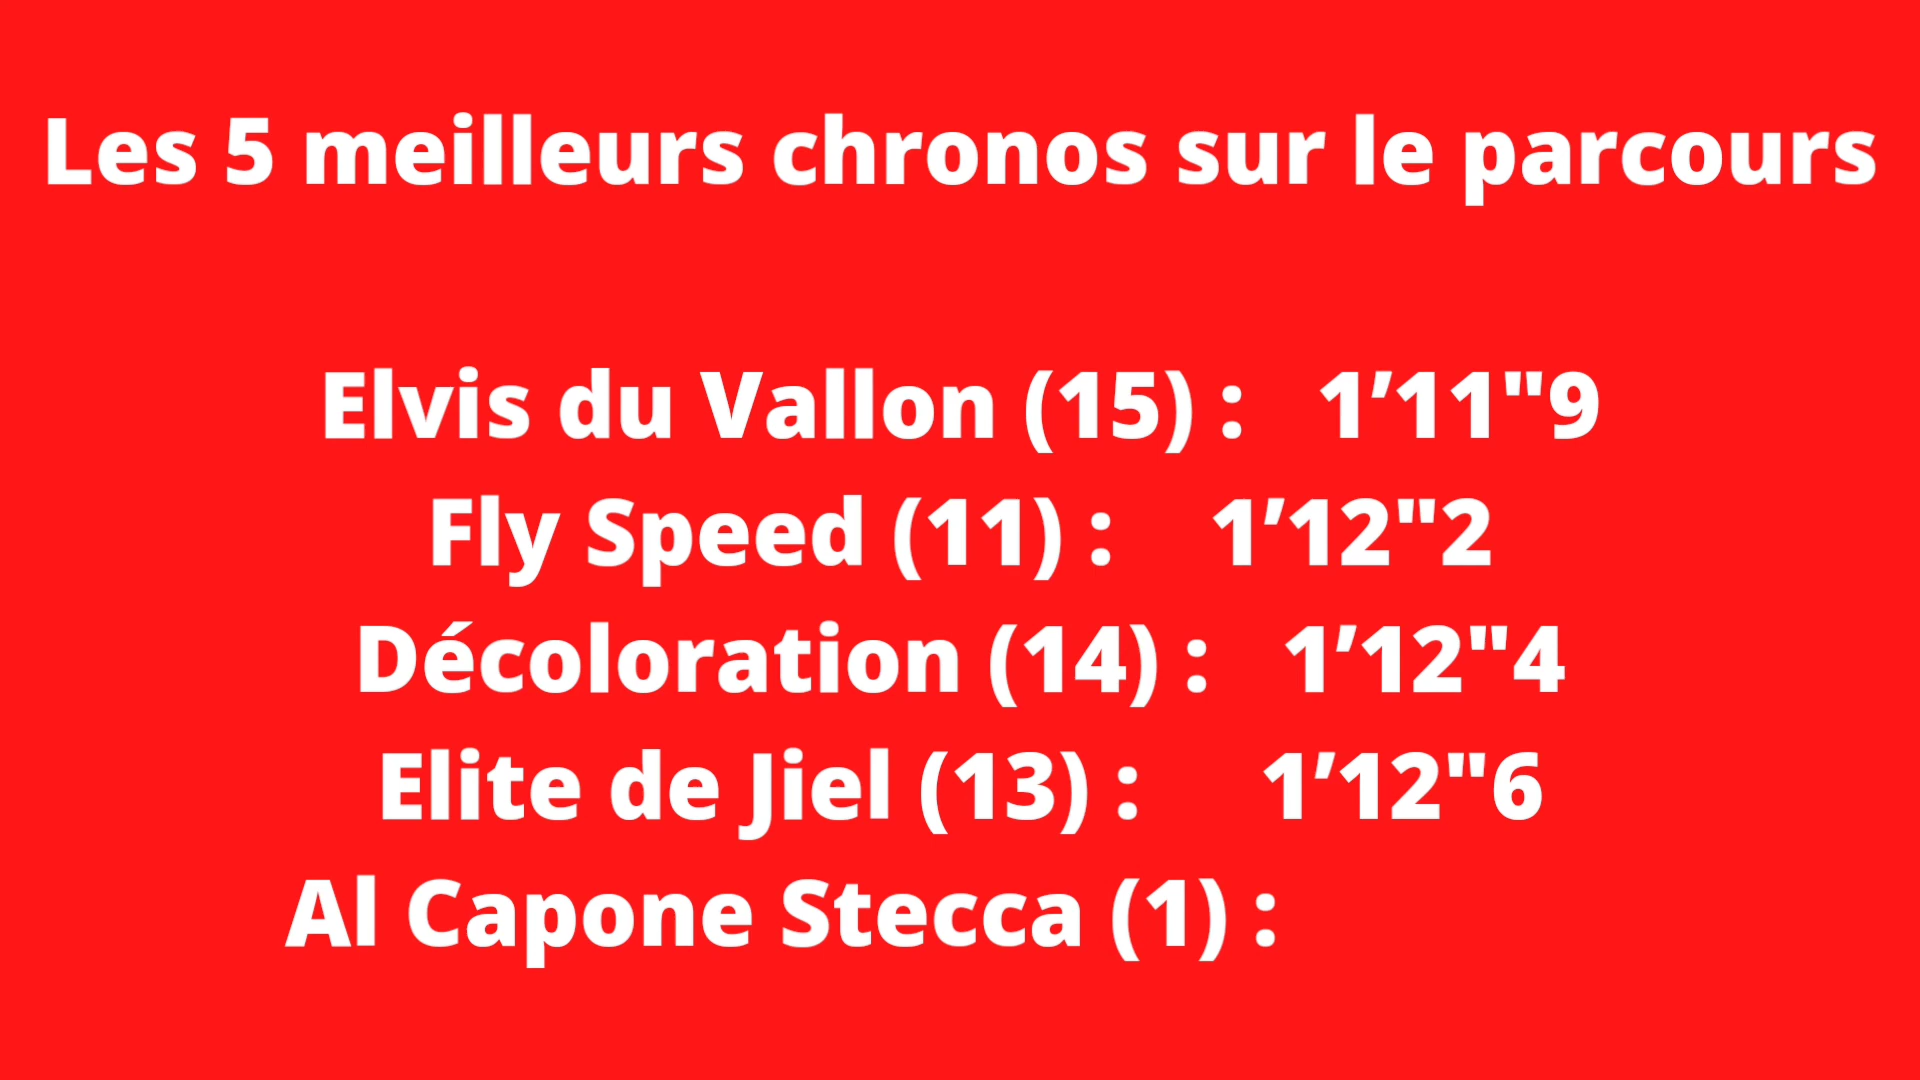 Les 5 meilleurs chronos sur le parcours
Elvis du Vallon (15) : 1’11"9
Fly Speed (11) : 1’12"2
Décoloration (14) : 1’12"4
Elite de Jiel (13) : 1’12"6
Al Capone Stecca (1) :